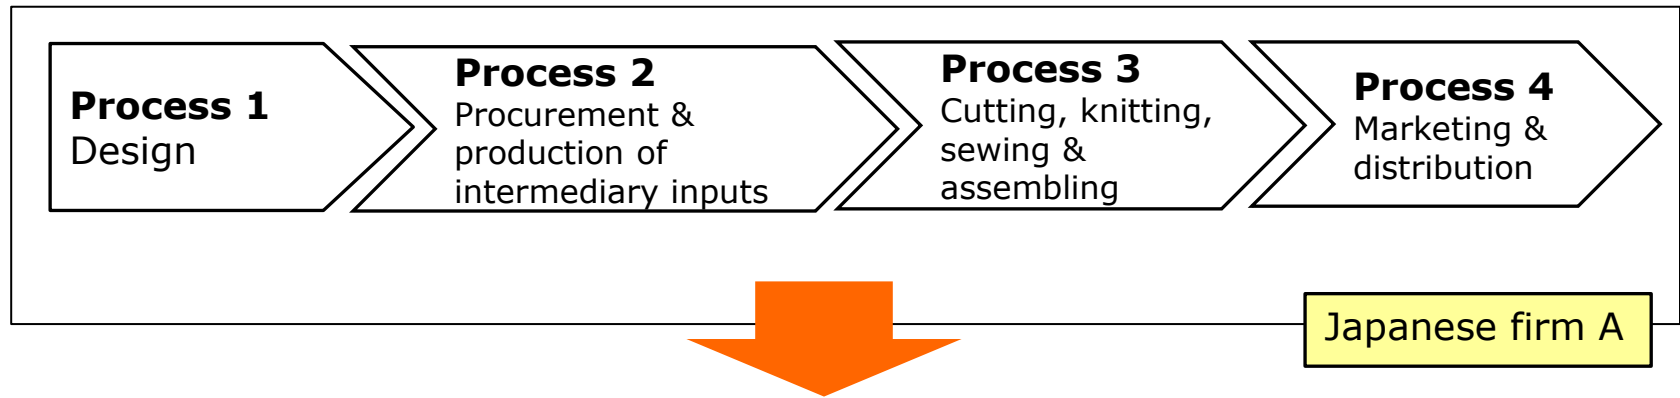 Process 1
Design
Process 2
Procurement &
production of
intermediary inputs
Process 3
Cutting, knitting,
sewing &
assembling
Process 4
Marketing &
distribution
Japanese firm A